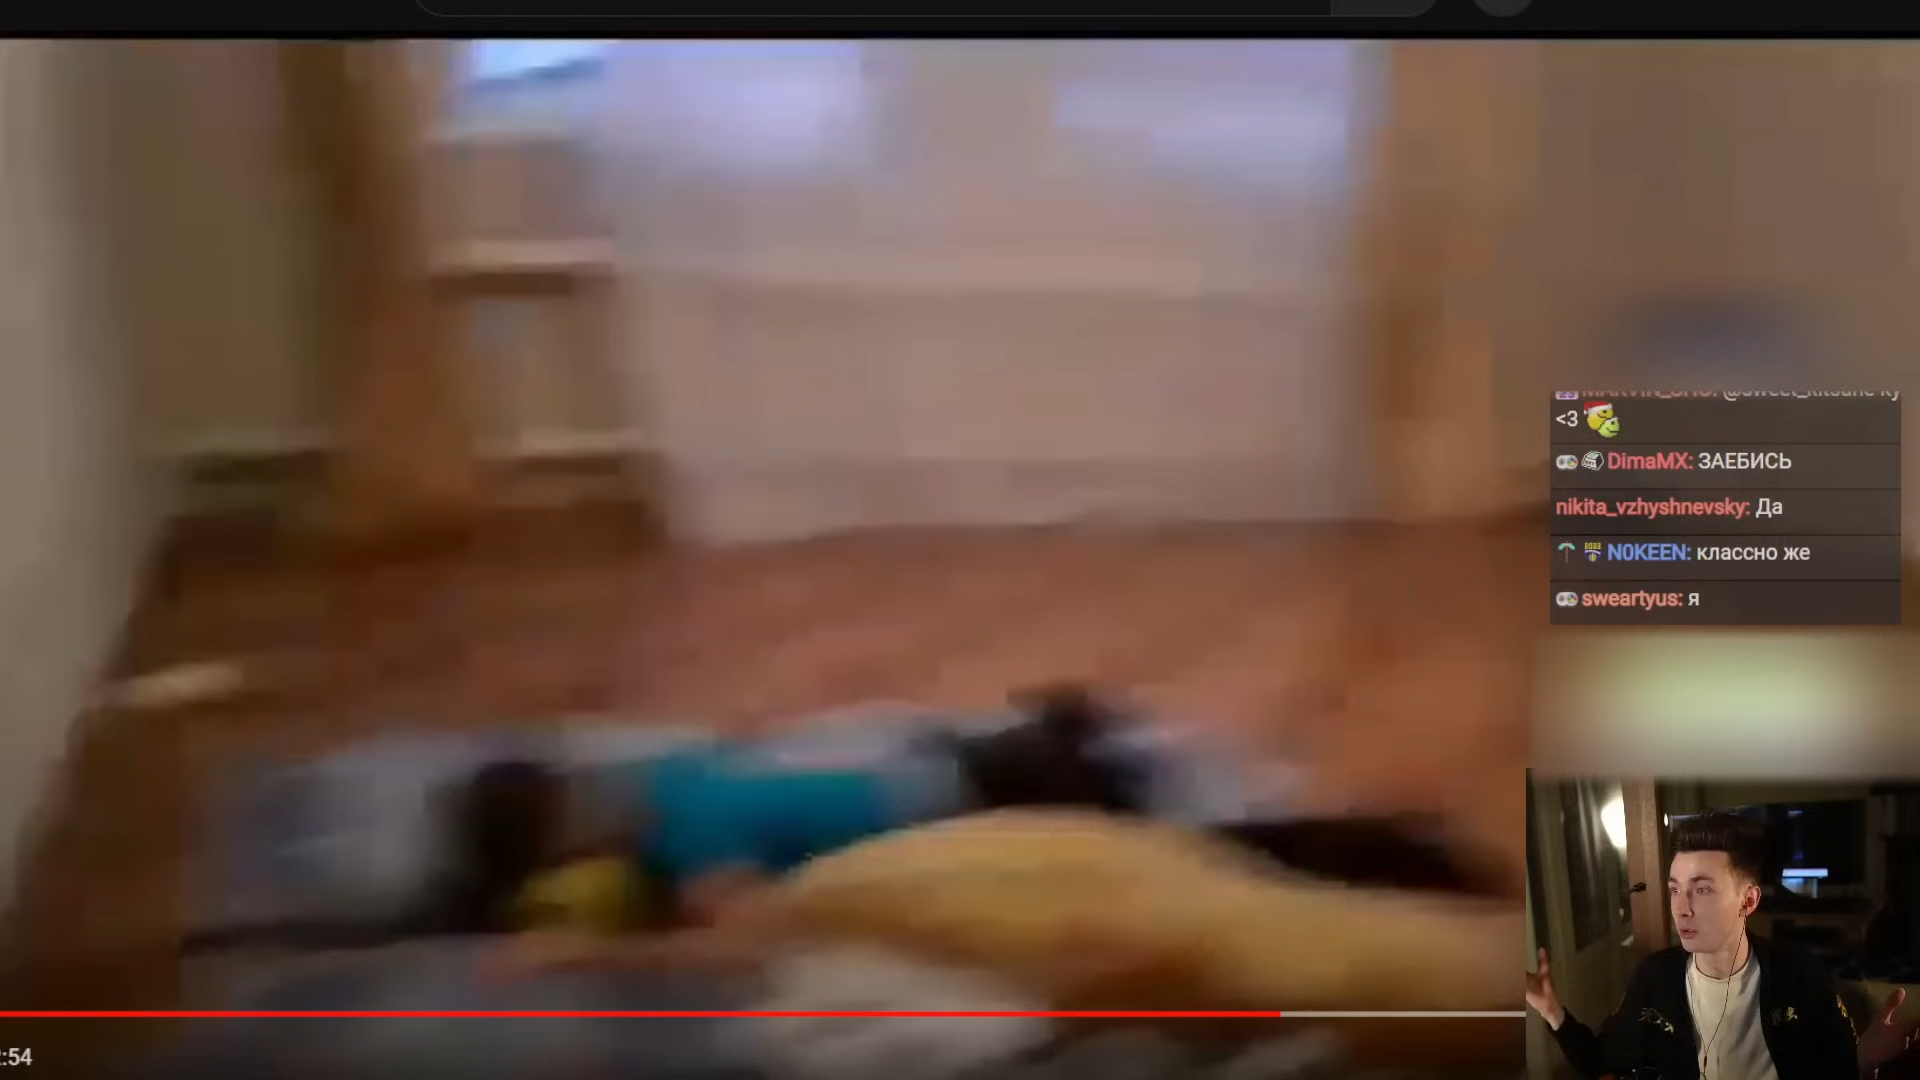 <3
DimaMX: ЗАЕБИСЬ
nikita_vzhyshnevsky: Да
N0KEEN: классно же
sweartyus: я
:54